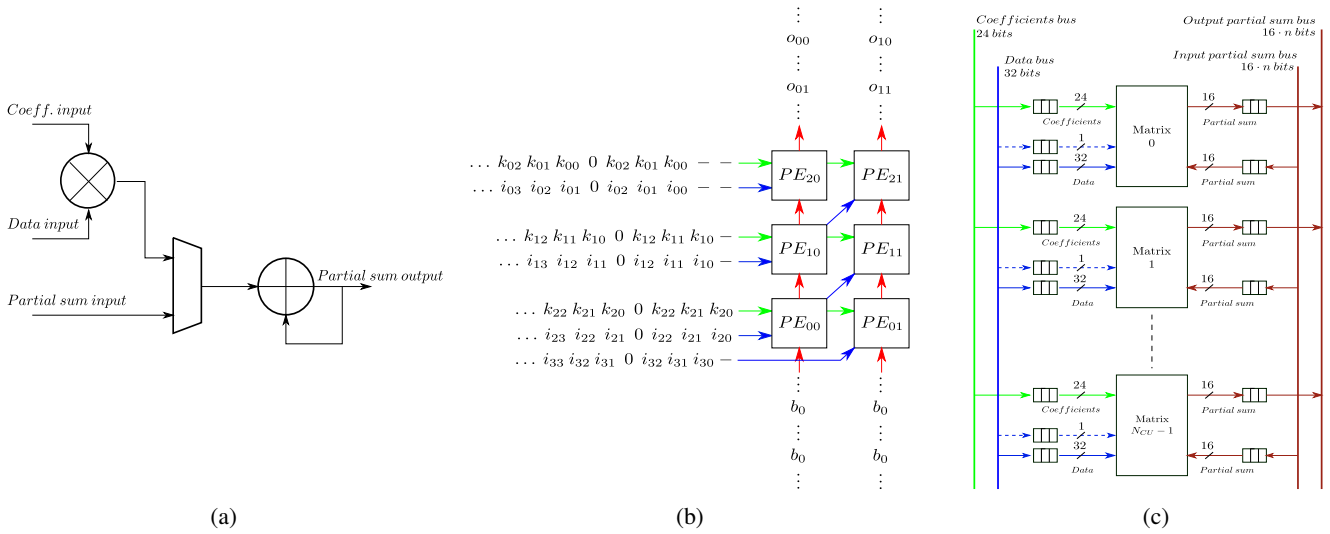 Coeff. input
Data input
Partial sum input
Partial sum output
(a)
⋮ ⋮
o₀₀ o₁₀
⋮ ⋮
o₀₁ o₁₁
⋮ ⋮
… k₀₂ k₀₁ k₀₀ 0 k₀₂ k₀₁ k₀₀ − −
… i₀₃ i₀₂ i₀₁ 0 i₀₂ i₀₁ i₀₀ − −
PE₂₀ PE₂₁
… k₁₂ k₁₁ k₁₀ 0 k₁₂ k₁₁ k₁₀ −
… i₁₃ i₁₂ i₁₁ 0 i₁₂ i₁₁ i₁₀ −
PE₁₀ PE₁₁
… k₂₂ k₂₁ k₂₀ 0 k₂₂ k₂₁ k₂₀
… i₂₃ i₂₂ i₂₁ 0 i₂₂ i₂₁ i₂₀
… i₃₃ i₃₂ i₃₁ 0 i₃₂ i₃₁ i₃₀ −
PE₀₀ PE₀₁
⋮ ⋮
b₀ b₀
⋮ ⋮
b₀ b₀
⋮ ⋮
(b)
Coefficients bus
24 bits
Data bus
32 bits
Output partial sum bus
16 · n bits
Input partial sum bus
16 · n bits
24
Coefficients
1
32
Data
Matrix
0
16
Partial sum
16
Partial sum
24
Coefficients
1
32
Data
Matrix
1
16
Partial sum
16
Partial sum
24
Coefficients
1
32
Data
Matrix
N_CU − 1
16
Partial sum
16
Partial sum
(c)